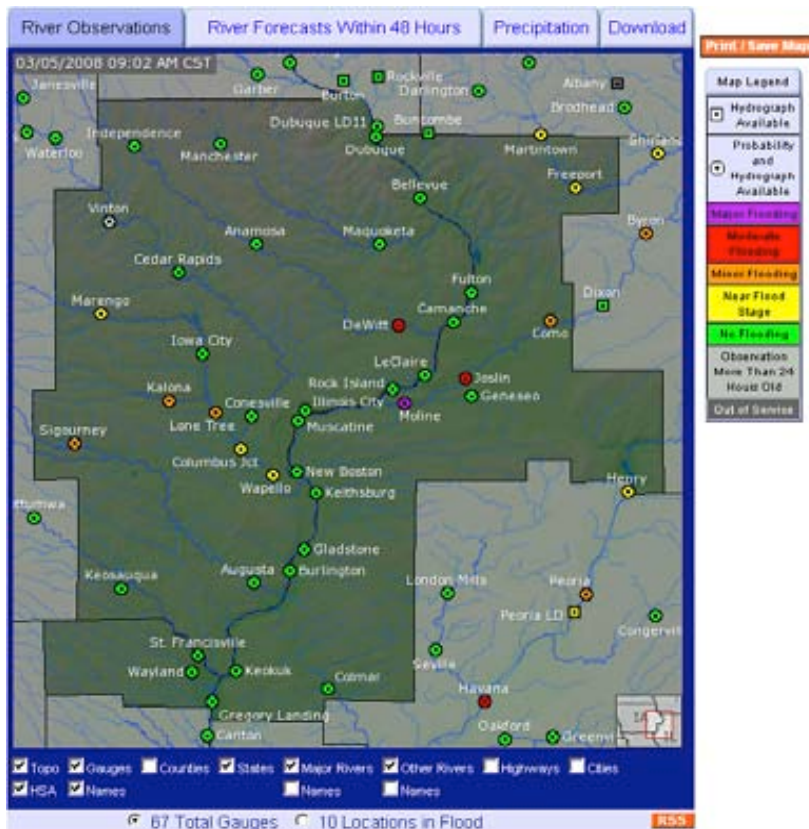 River Observations
River Forecasts Within 48 Hours
Precipitation
Download
Print / Save Map
03/05/2008 09:02 AM CST
Janesville
Garber
Burton
Rockville
Darlington
Albany
Brodhead
Waterloo
Independence
Manchester
Dubuque LD11
Buncombe
Dubuque
Martintown
Freeport
Bellevue
Vinton
Anamosa
Maquoketa
Byron
Cedar Rapids
Fulton
Dixon
Marengo
Camanche
DeWitt
Como
Iowa City
LeClaire
Joslin
Rock Island
Kalona
Conesville
Illinois City
Geneseo
Moline
Lone Tree
Muscatine
Sigourney
Columbus Jct
New Boston
Wapello
Keithsburg
Henry
Gladstone
Keosauqua
Augusta
Burlington
London Mills
Peoria
Peoria LD
St. Francisville
Wayland
Keokuk
Colmar
Seville
Havana
Gregory Landing
Canton
Oakford
IA
IL
Map Legend
Hydrograph
Available
Probability
and
Hydrograph
Available
Major Flooding
Moderate
Flooding
Minor Flooding
Near Flood
Stage
No Flooding
Observation
More Than 24
Hours Old
Out of Service
Topo
Gauges
Counties
States
Major Rivers
Other Rivers
Highways
Cities
HSA
Names
Names
Names
67 Total Gauges
10 Locations in Flood
RSS